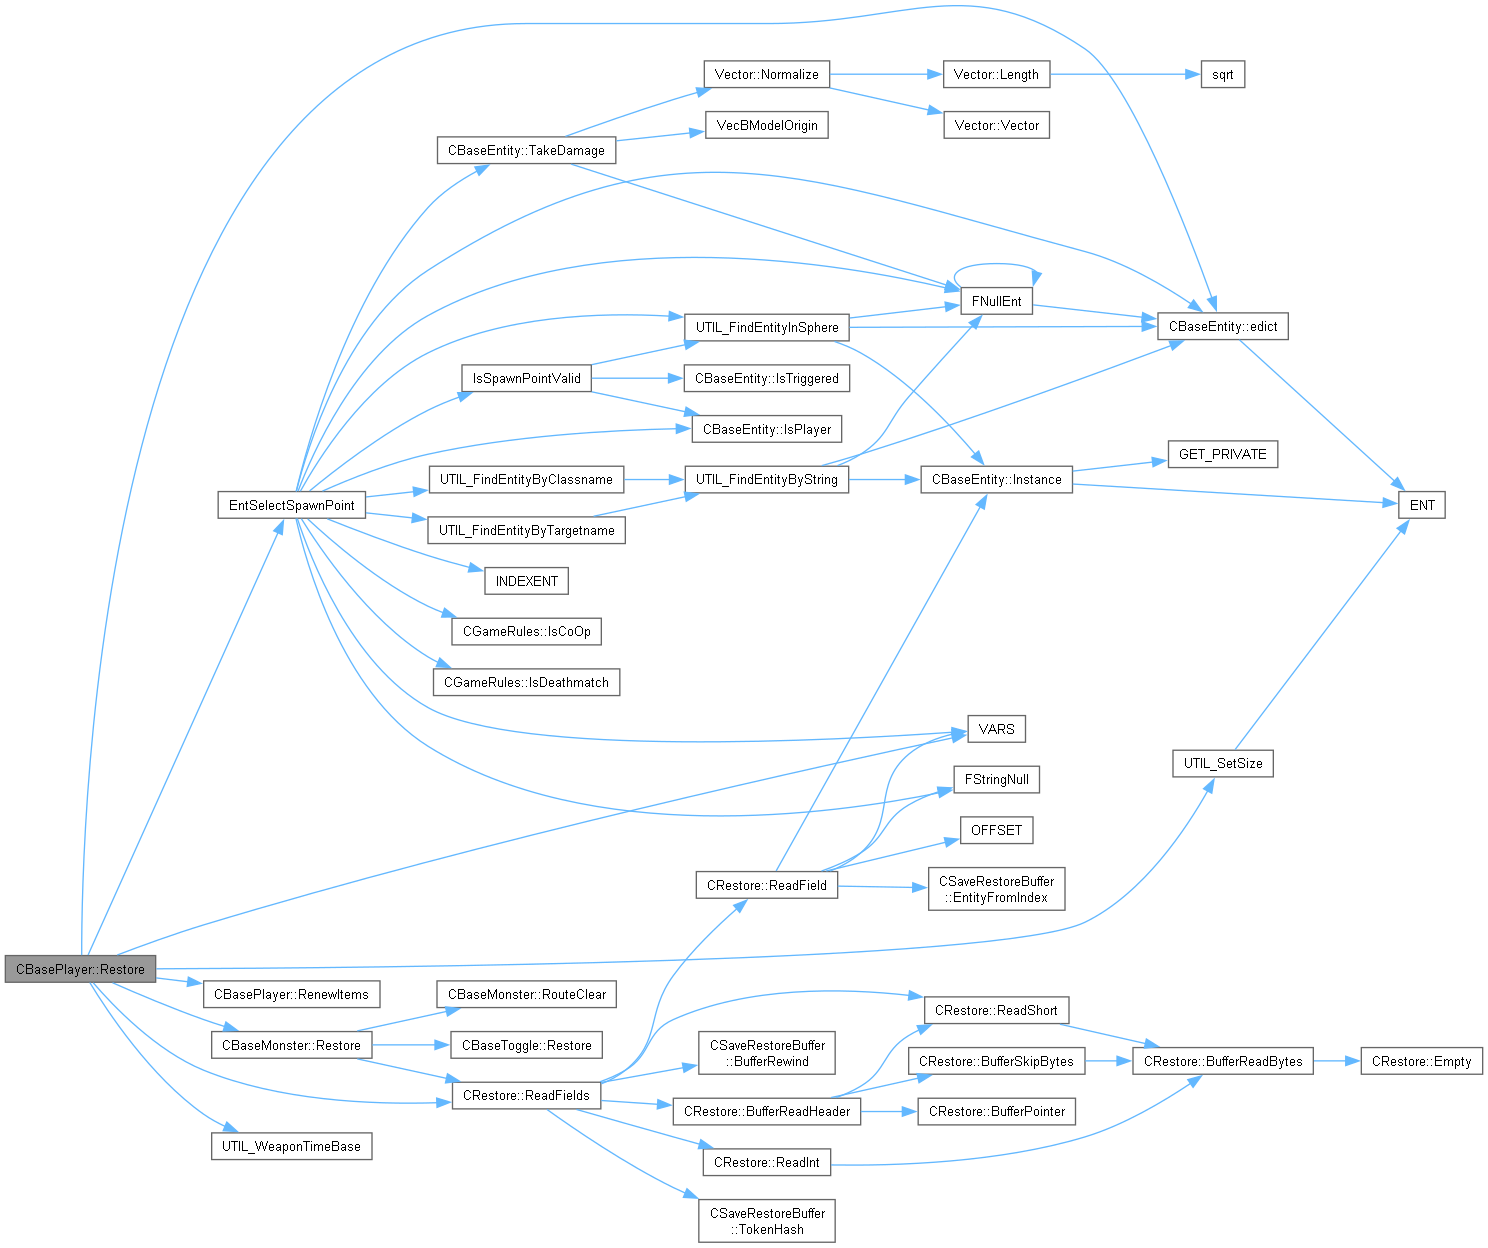 Vector::Normalize
Vector::Length
sqrt
VecBModelOrigin
Vector::Vector
CBaseEntity::TakeDamage
FNullEnt
UTIL_FindEntityInSphere
CBaseEntity::edict
IsSpawnPointValid
CBaseEntity::IsTriggered
CBaseEntity::IsPlayer
GET_PRIVATE
UTIL_FindEntityByClassname
UTIL_FindEntityByString
CBaseEntity::Instance
EntSelectSpawnPoint
ENT
UTIL_FindEntityByTargetname
INDEXENT
CGameRules::IsCoOp
CGameRules::IsDeathmatch
VARS
UTIL_SetSize
FStringNull
OFFSET
CRestore::ReadField
CSaveRestoreBuffer
::EntityFromIndex
CBasePlayer::Restore
CBasePlayer::RenewItems
CBaseMonster::RouteClear
CRestore::ReadShort
CBaseMonster::Restore
CBaseToggle::Restore
CSaveRestoreBuffer
::BufferRewind
CRestore::BufferSkipBytes
CRestore::BufferReadBytes
CRestore::Empty
CRestore::ReadFields
CRestore::BufferReadHeader
CRestore::BufferPointer
UTIL_WeaponTimeBase
CRestore::ReadInt
CSaveRestoreBuffer
::TokenHash